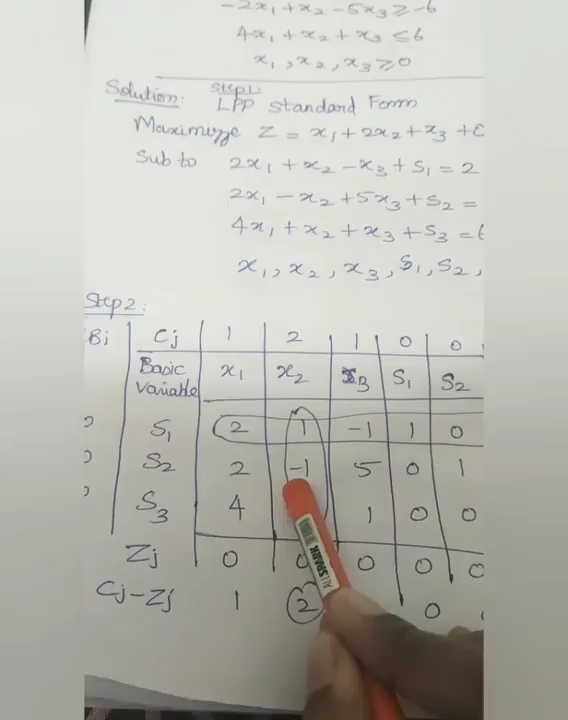 -2x₁ + x₂ - 5x₃ ≥ -6
4x₁ + x₂ + x₃ ≤ 6
x₁, x₂, x₃ ≥ 0
Solution: Step1:
LPP Standard Form
Maximize Z = x₁ + 2x₂ + x₃ +
Sub to 2x₁ + x₂ - x₃ + S₁ = 2
2x₁ - x₂ + 5x₃ + S₂ =
4x₁ + x₂ + x₃ + S₃ = 6
x₁, x₂, x₃, S₁, S₂,
Step2:
Bi Cj 1 2 1 0 0
Basic Variable x₁ x₂ x₃ S₁ S₂
0 S₁ 2 1 -1 1 0
0 S₂ 2 -1 5 0 1
0 S₃ 4 1 0 0
Zj 0 0 0 0 0
Cj-Zj 1 2 0
ALLSPARK